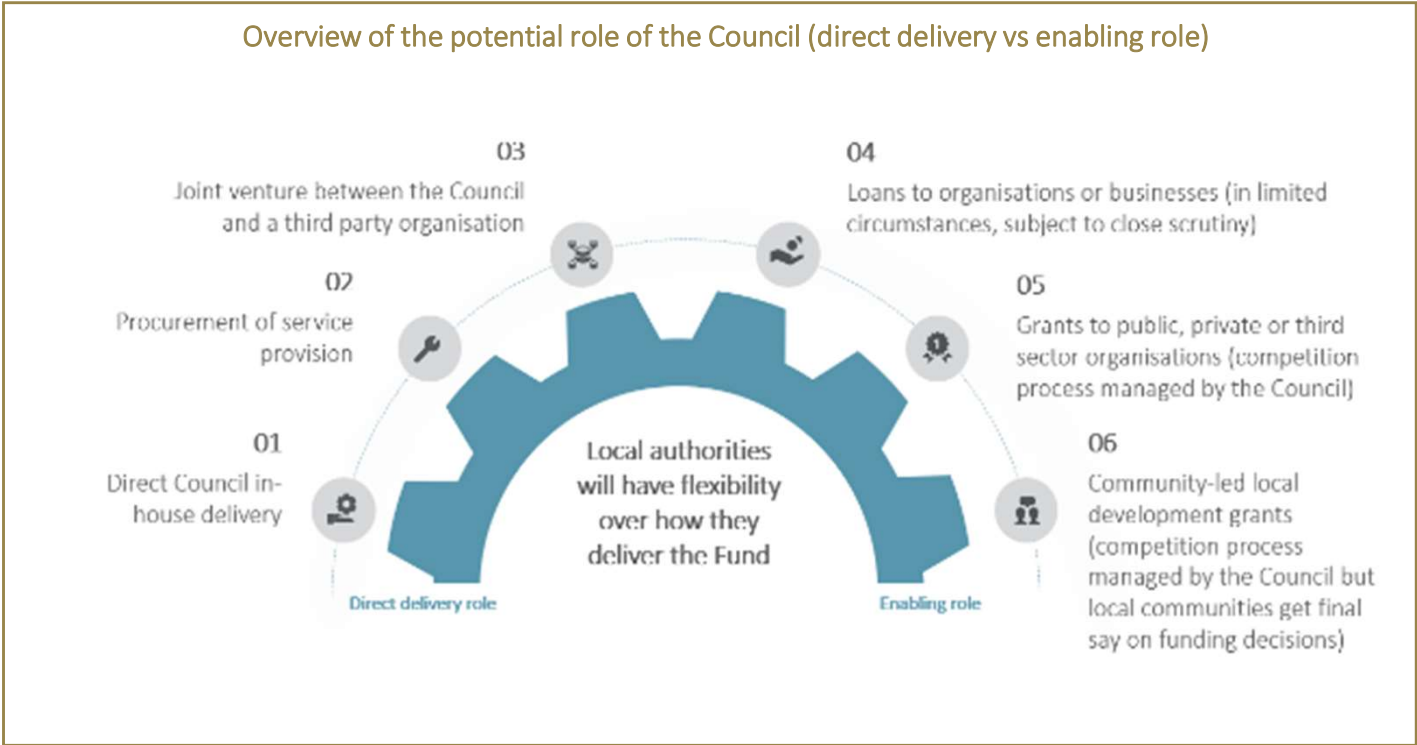 Overview of the potential role of the Council (direct delivery vs enabling role)
01
Direct Council in-
house delivery
02
Procurement of service
provision
03
Joint venture between the Council
and a third party organisation
04
Loans to organisations or businesses (in limited
circumstances, subject to close scrutiny)
05
Grants to public, private or third
sector organisations (competition
process managed by the Council)
06
Community-led local
development grants
(competition process
managed by the Council but
local communities get final
say on funding decisions)
Local authorities
will have flexibility
over how they
deliver the Fund
Direct delivery role
Enabling role